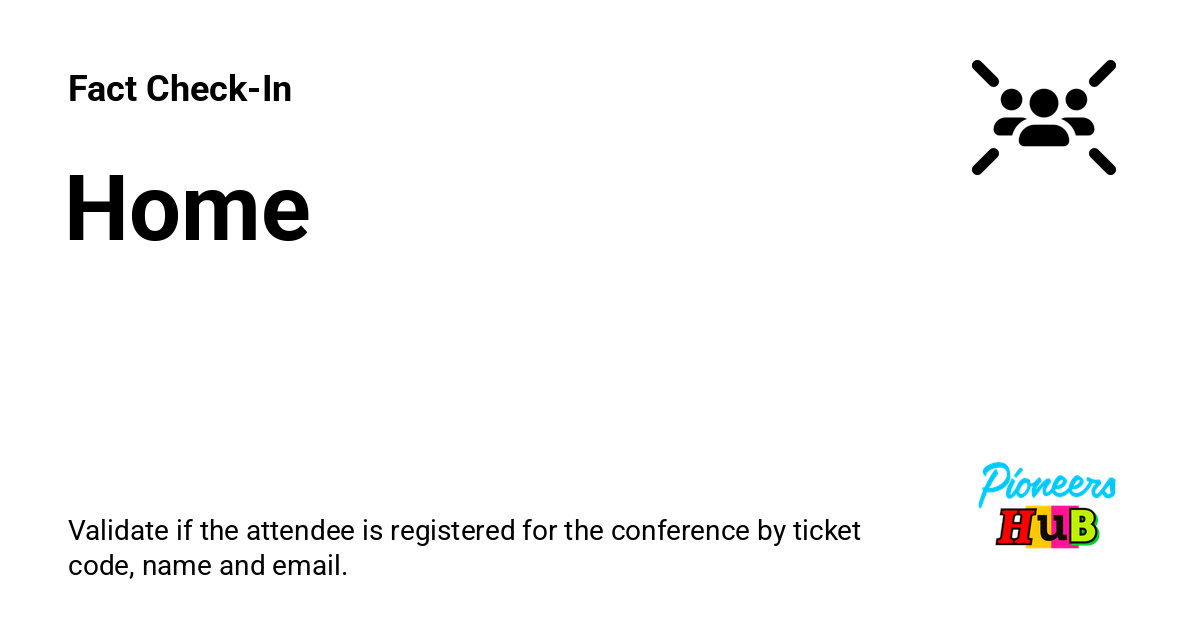 Fact Check-In
Home
Validate if the attendee is registered for the conference by ticket
code, name and email.
Pioneers
HuB